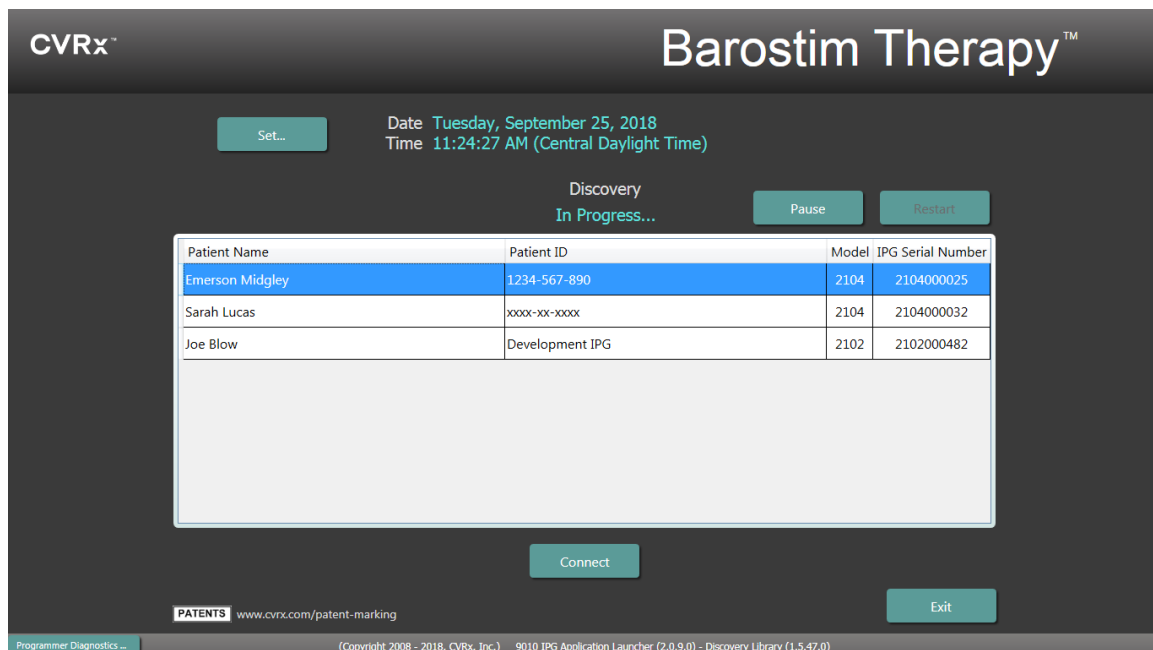 CVRx™ Barostim Therapy™
Set... Date Tuesday, September 25, 2018
Time 11:24:27 AM (Central Daylight Time)
Discovery
In Progress... Pause Restart
Patient Name Patient ID Model IPG Serial Number
Emerson Midgley 1234-567-890 2104 2104000025
Sarah Lucas xxxx-xx-xxxx 2104 2104000032
Joe Blow Development IPG 2102 2102000482
Connect
Exit
PATENTS www.cvrx.com/patent-marking
Programmer Diagnostics ... (Copyright 2008 - 2018, CVRx, Inc.) 9010 IPG Application Launcher (2.0.9.0) - Discovery Library (1.5.47.0)